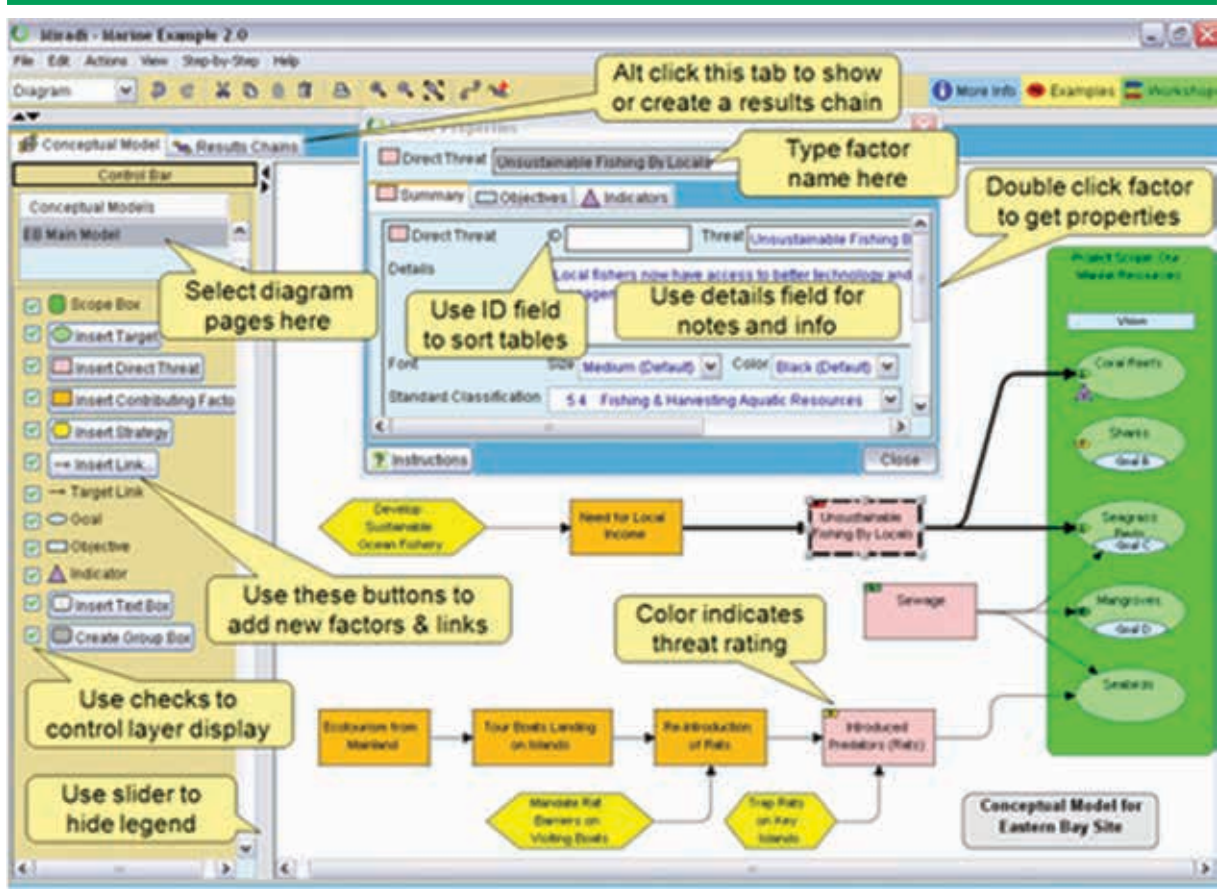 Miradi - Marine Example 2.0
File Edit Actions View Step-by-Step Help
Diagram
More Info Examples Workshop
Alt click this tab to show
or create a results chain
Conceptual Model Results Chains
Properties
Direct Threat Unsustainable Fishing By Locals
Type factor
name here
Summary Objectives Indicators
Double click factor
to get properties
Direct Threat ID Threat Unsustainable Fishing B
Details
Local fishers now have access to better technology and
Use ID field
to sort tables
Use details field for
notes and info
Font Size Medium (Default) Color Black (Default)
Standard Classification 5.4 Fishing & Harvesting Aquatic Resources
Instructions Close
Control Bar
Conceptual Models
EB Main Model
Select diagram
pages here
Scope Box
Insert Target
Insert Direct Threat
Insert Contributing Facto
Insert Strategy
Insert Link...
Target Link
Goal
Objective
Indicator
Insert Text Box
Create Group Box
Use these buttons to
add new factors & links
Use checks to
control layer display
Use slider to
hide legend
Project Scope: Our
Marine Resources
Vision
Coral Reefs
Sharks
Goal B
Seagrass
Goal C
Mangroves
Goal D
Seabirds
Develop
Sustainable
Ocean Fishery
Need for Local
Income
Unsustainable
Fishing By Locals
Sewage
Color indicates
threat rating
Ecotourism from
Mainland
Tour Boats Landing
on Islands
Re-introduction
of Rats
Introduced
Predators (Rats)
Mandate Rat
Barriers on
Visiting Boats
Trap Rats
on Key
Islands
Conceptual Model for
Eastern Bay Site